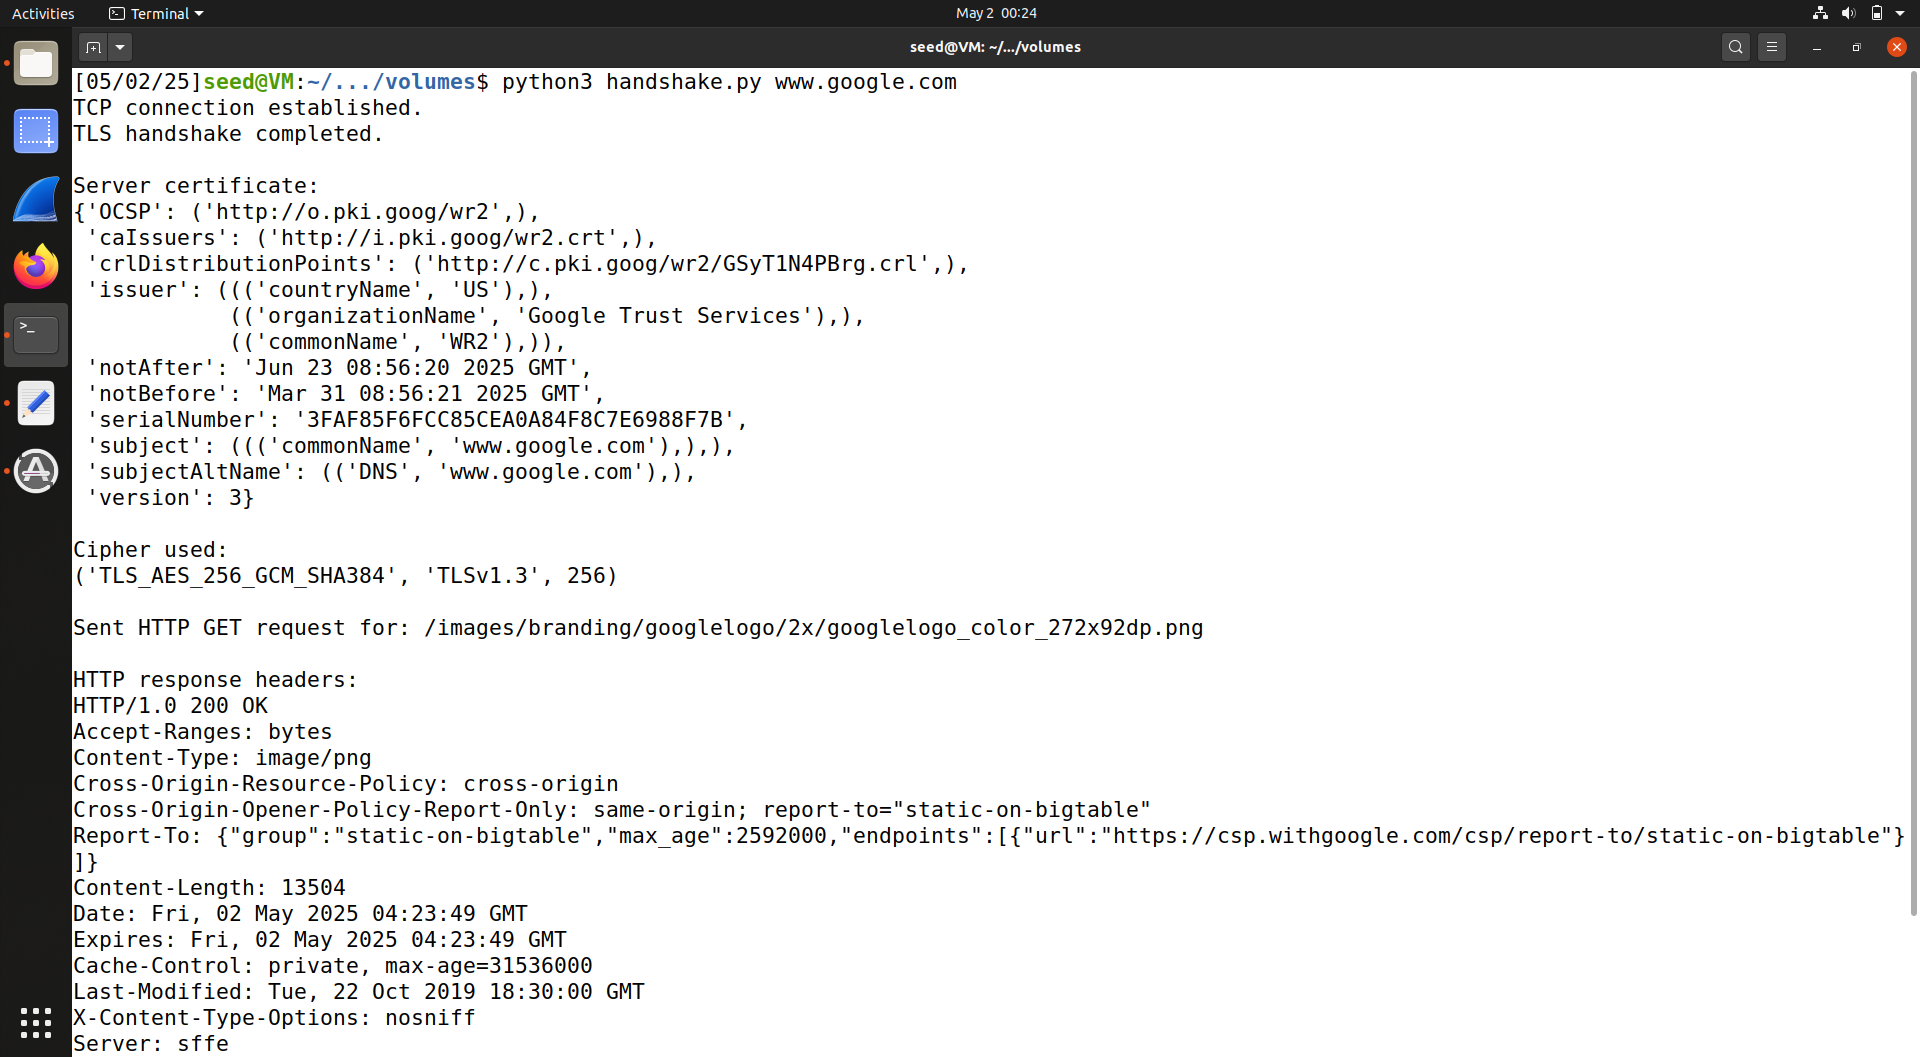 Activities
Terminal
May 2 00:24
seed@VM: ~/.../volumes
[05/02/25]seed@VM:~/.../volumes$ python3 handshake.py www.google.com
TCP connection established.
TLS handshake completed.

Server certificate:
{'OCSP': ('http://o.pki.goog/wr2',),
 'caIssuers': ('http://i.pki.goog/wr2.crt',),
 'crlDistributionPoints': ('http://c.pki.goog/wr2/GSyT1N4PBrg.crl',),
 'issuer': ((('countryName', 'US'),),
            (('organizationName', 'Google Trust Services'),),
            (('commonName', 'WR2'),)),
 'notAfter': 'Jun 23 08:56:20 2025 GMT',
 'notBefore': 'Mar 31 08:56:21 2025 GMT',
 'serialNumber': '3FAF85F6FCC85CEA0A84F8C7E6988F7B',
 'subject': ((('commonName', 'www.google.com'),),),
 'subjectAltName': (('DNS', 'www.google.com'),),
 'version': 3}

Cipher used:
('TLS_AES_256_GCM_SHA384', 'TLSv1.3', 256)

Sent HTTP GET request for: /images/branding/googlelogo/2x/googlelogo_color_272x92dp.png

HTTP response headers:
HTTP/1.0 200 OK
Accept-Ranges: bytes
Content-Type: image/png
Cross-Origin-Resource-Policy: cross-origin
Cross-Origin-Opener-Policy-Report-Only: same-origin; report-to="static-on-bigtable"
Report-To: {"group":"static-on-bigtable","max_age":2592000,"endpoints":[{"url":"https://csp.withgoogle.com/csp/report-to/static-on-bigtable"}
]}
Content-Length: 13504
Date: Fri, 02 May 2025 04:23:49 GMT
Expires: Fri, 02 May 2025 04:23:49 GMT
Cache-Control: private, max-age=31536000
Last-Modified: Tue, 22 Oct 2019 18:30:00 GMT
X-Content-Type-Options: nosniff
Server: sffe